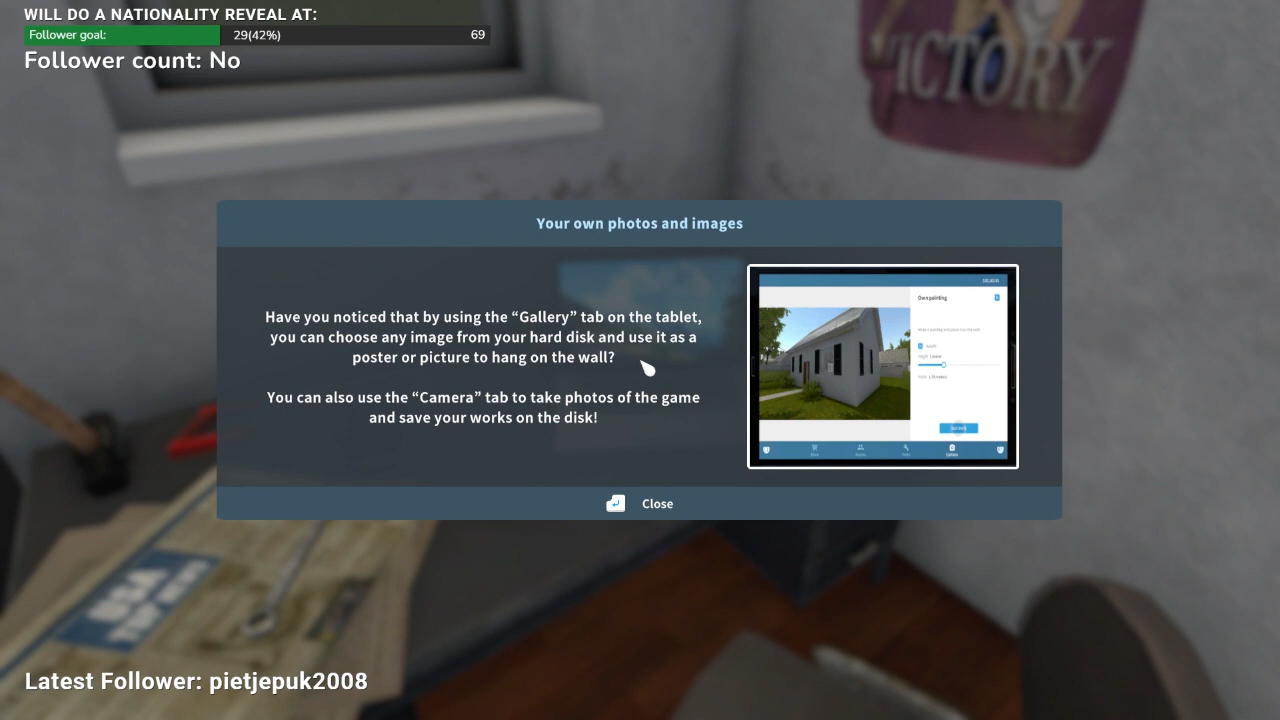 WILL DO A NATIONALITY REVEAL AT:
Follower goal: 29(42%) 69
Follower count: No
VICTORY
Your own photos and images
Have you noticed that by using the “Gallery” tab on the tablet,
you can choose any image from your hard disk and use it as a
poster or picture to hang on the wall?
You can also use the “Camera” tab to take photos of the game
and save your works on the disk!
Own painting
Close
USA
Latest Follower: pietjepuk2008